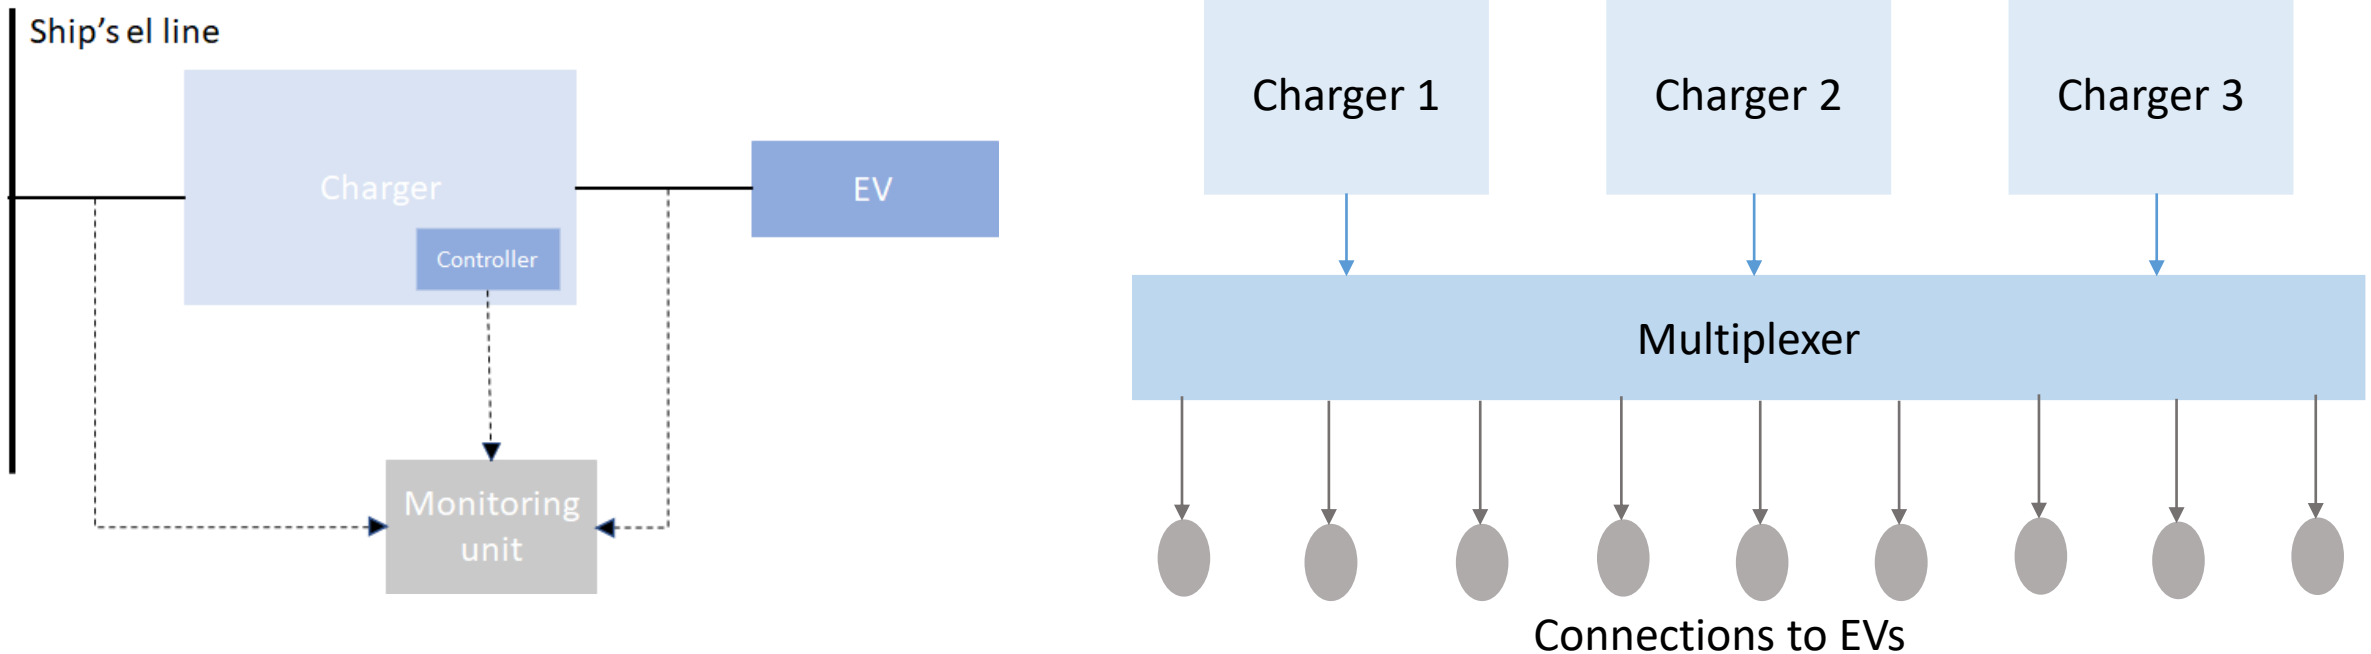 Ship's el line
Charger
Controller
EV
Monitoring
unit
Charger 1
Charger 2
Charger 3
Multiplexer
Connections to EVs